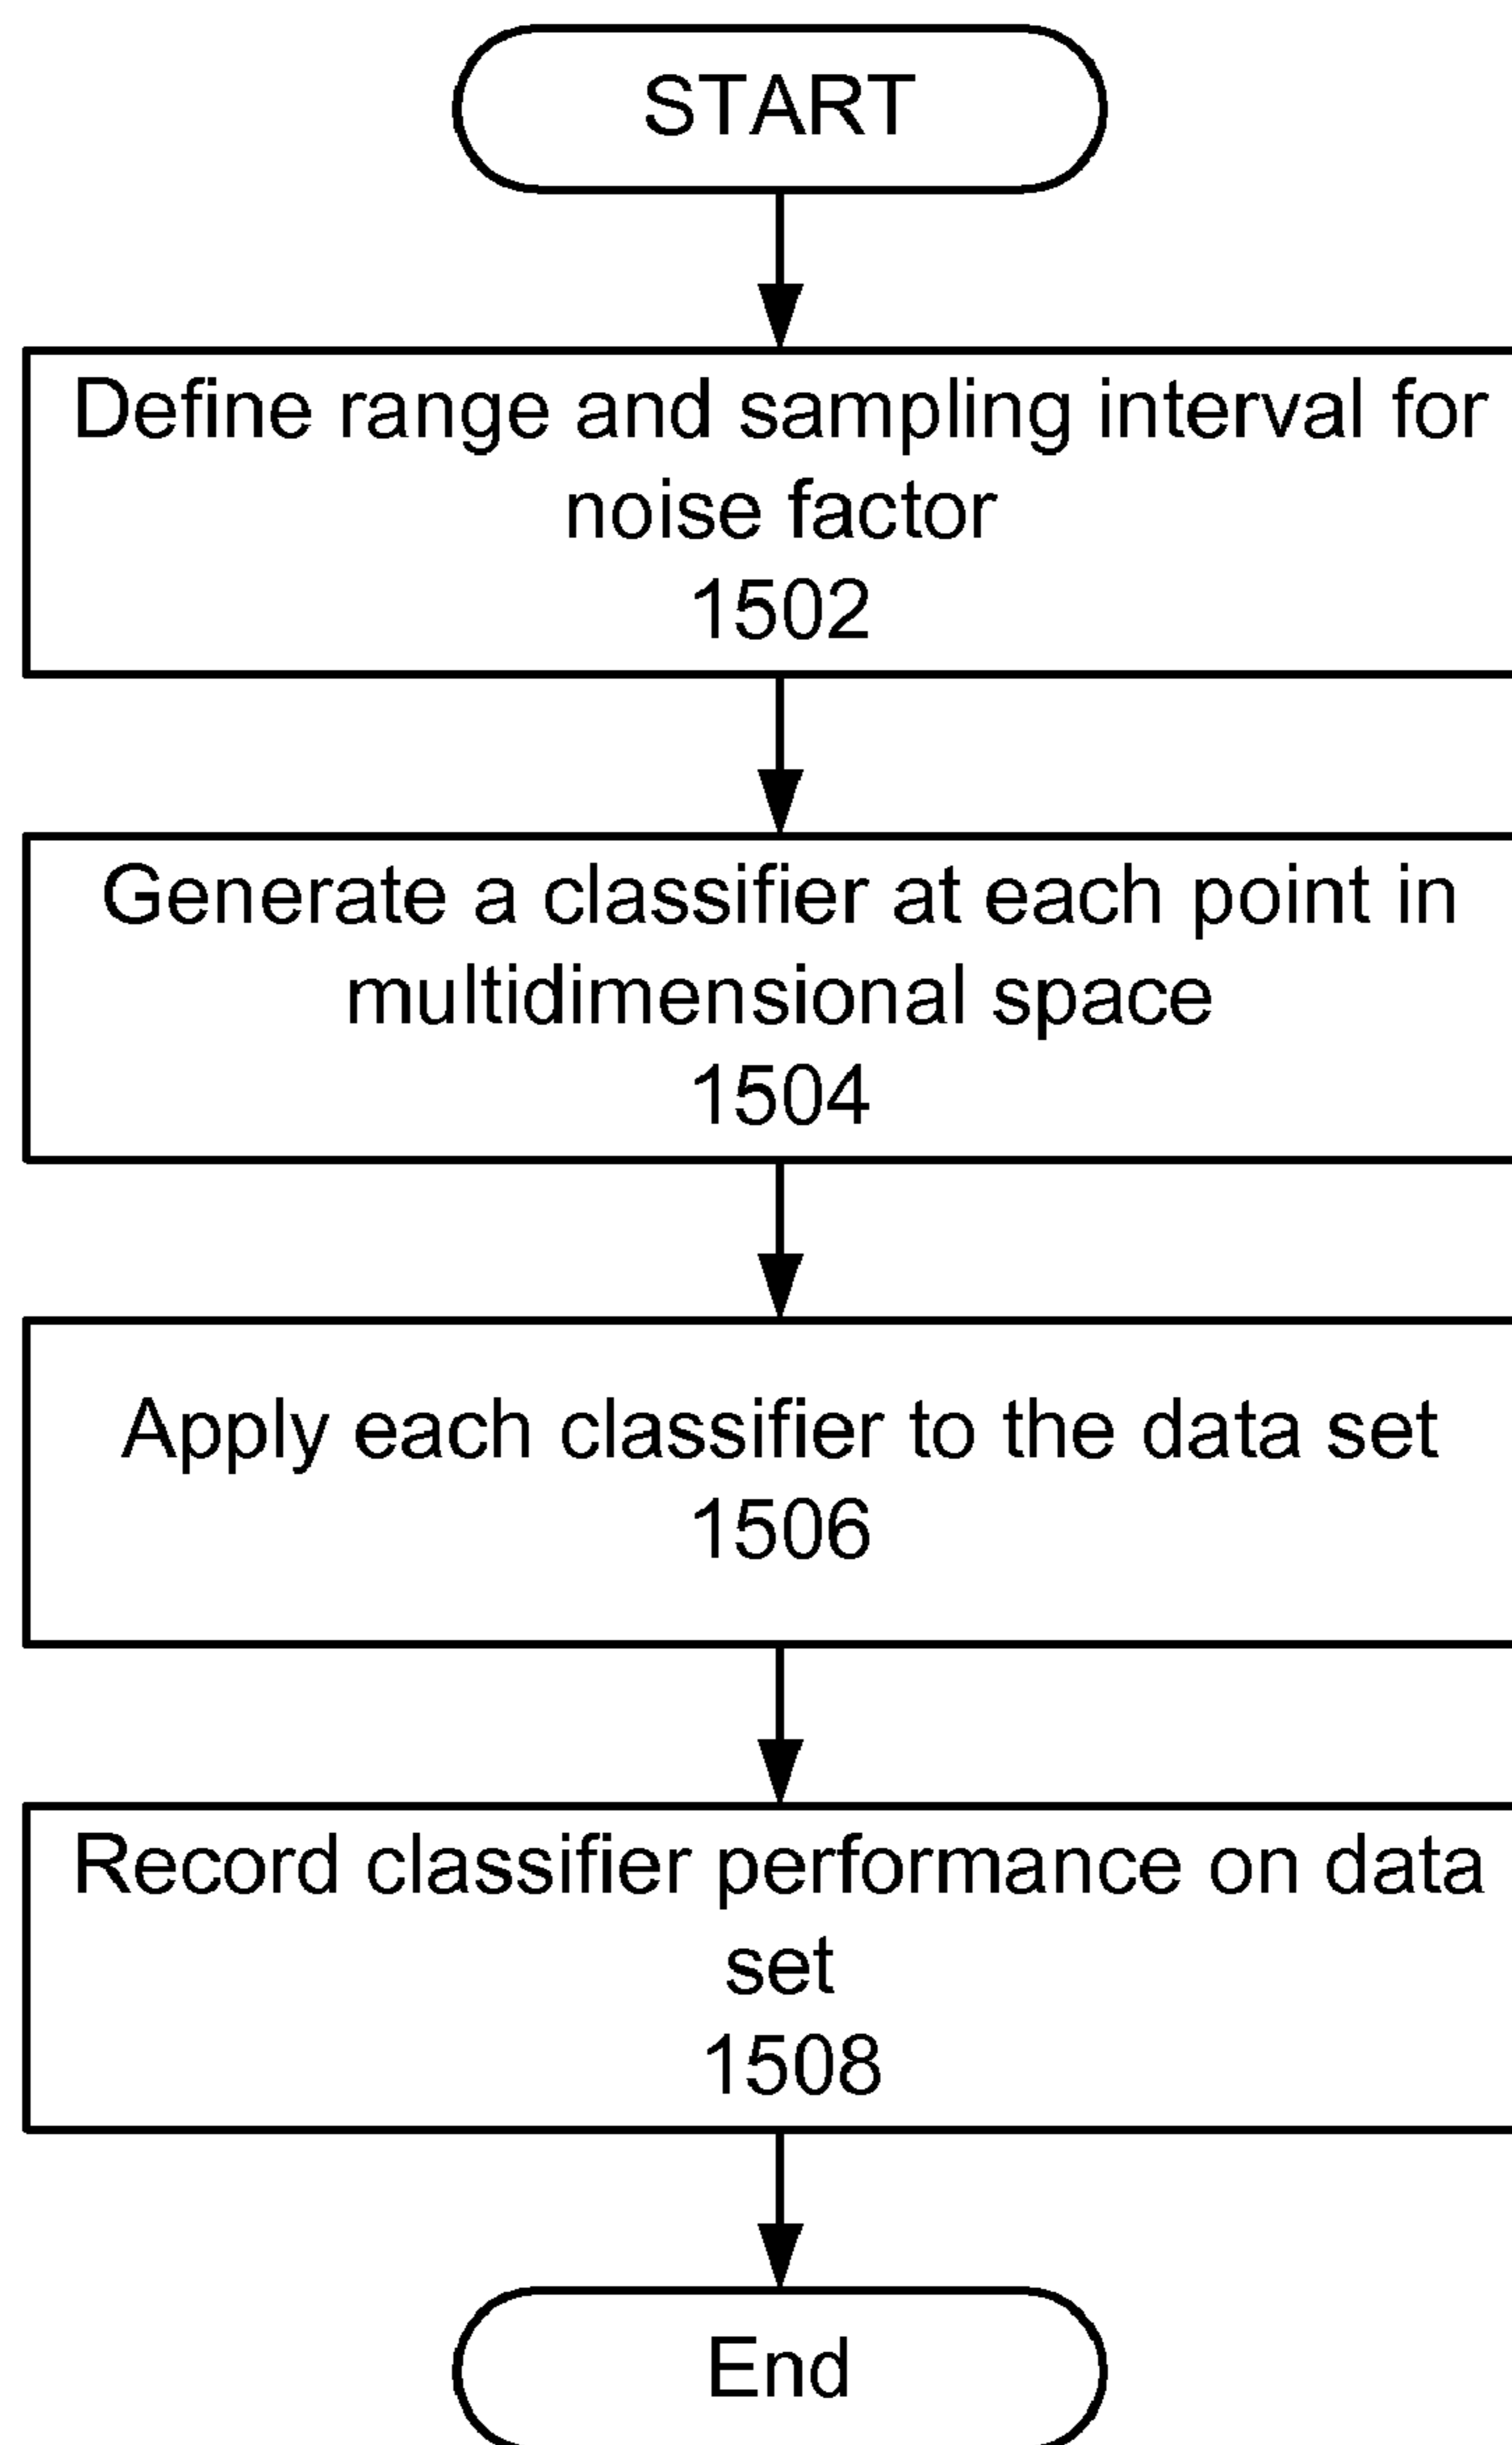 START
Define range and sampling interval for
noise factor
1502
Generate a classifier at each point in
multidimensional space
1504
Apply each classifier to the data set
1506
Record classifier performance on data
set
1508
End